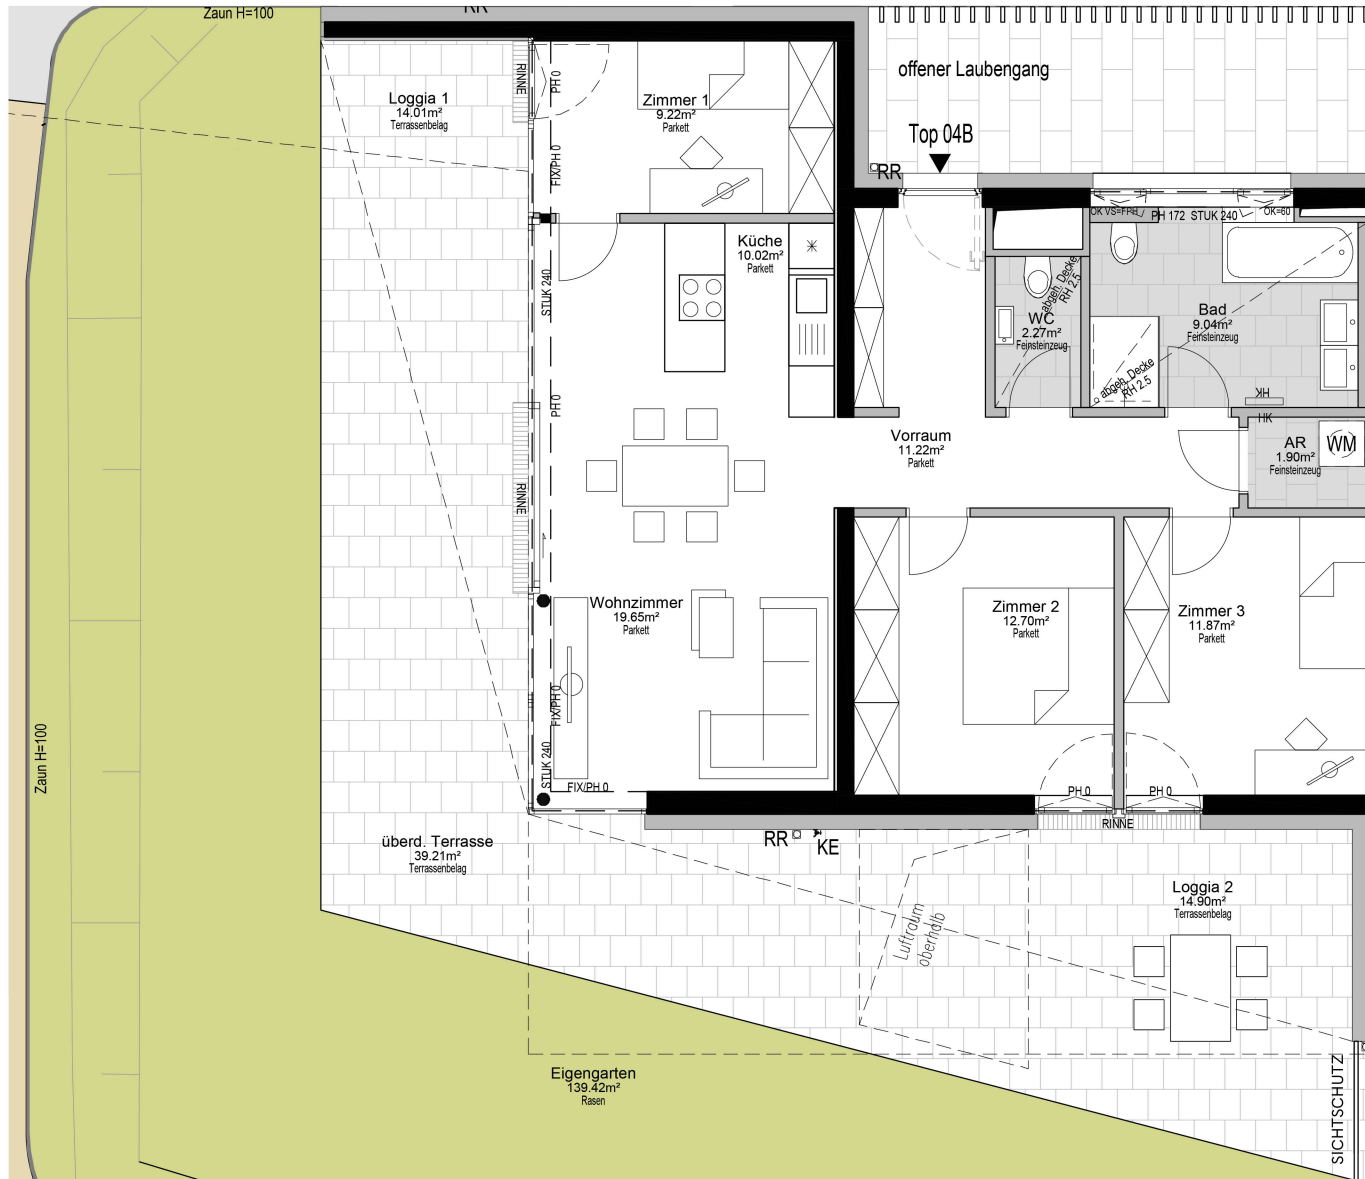 Zaun H=100
RR
offener Laubengang
Top 04B
RR
Loggia 1
14.01m²
Terrassenbelag
RINNE
PH 0
Zimmer 1
9.22m²
Parkett
FIX/PH 0
OK VS=FPH
PH 172 STUK 240
OK=60
Küche
10.02m²
Parkett
STUK 240
abgeh. Decke
RH 2.5
WC
2.27m²
Feinsteinzeug
Bad
9.04m²
Feinsteinzeug
abgeh. Decke
RH 2.5
HK
HK
PH 0
Vorraum
11.22m²
Parkett
AR
1.90m²
Feinsteinzeug
WM
RINNE
Wohnzimmer
19.65m²
Parkett
Zimmer 2
12.70m²
Parkett
Zimmer 3
11.87m²
Parkett
FIX/PH 0
STUK 240
FIX/PH 0
PH 0
PH 0
RINNE
Zaun H=100
RR
KE
überd. Terrasse
39.21m²
Terrassenbelag
Luftraum
oberhalb
Loggia 2
14.90m²
Terrassenbelag
Eigengarten
139.42m²
Rasen
SICHTSCHUTZ